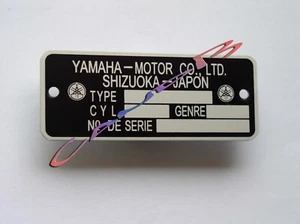 YAMAHA-MOTOR CO., LTD.
SHIZUOKA-JAPON
TYPE
CYL GENRE
NO. DE SERIE